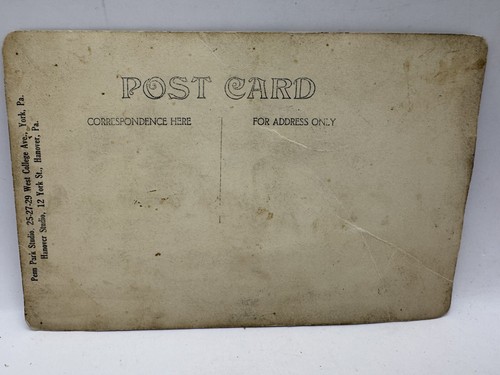 POST CARD
CORRESPONDENCE HERE
FOR ADDRESS ONLY
Penn Park Studio, 25-27-29 West College Ave., York, Pa.
Hanover Studio, 12 York St., Hanover, Pa.